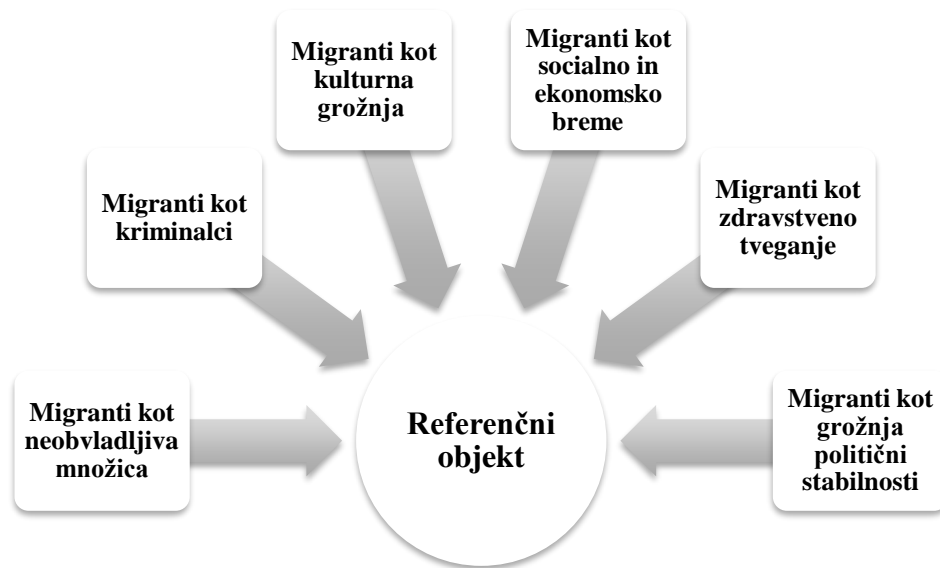 Migranti kot
kulturna
grožnja
Migranti kot
socialno in
ekonomsko
breme
Migranti kot
kriminalci
Migranti kot
zdravstveno
tveganje
Migranti kot
neobvladljiva
množica
Referenčni
objekt
Migranti kot
grožnja
politični
stabilnosti